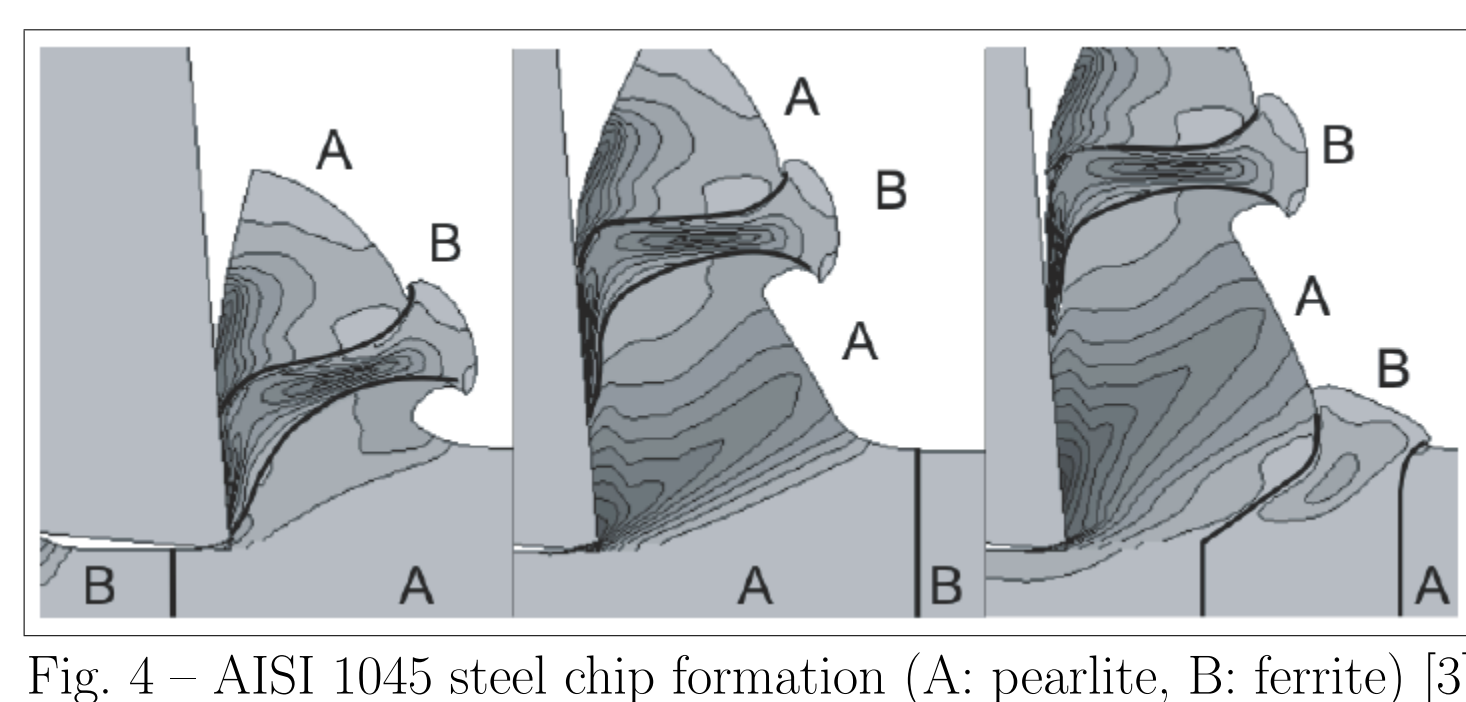 A
B
B
A
A
B
A
A
B
B
A
B
A
Fig. 4 – AISI 1045 steel chip formation (A: pearlite, B: ferrite) [3]